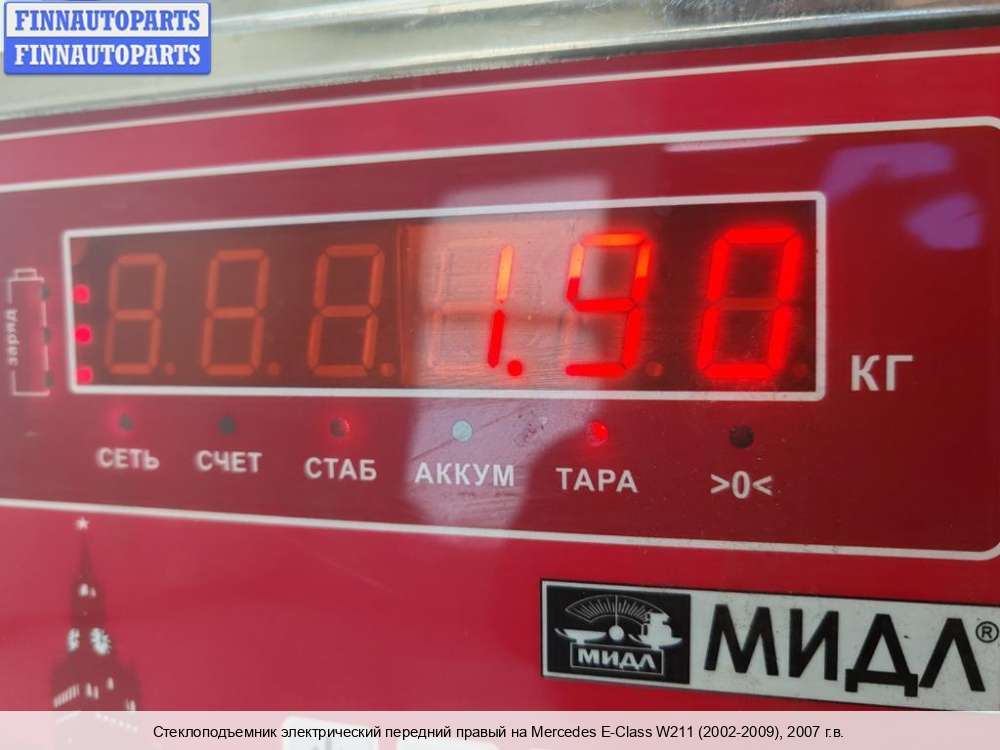 FINNAUTOPARTS
FINNAUTOPARTS
заряд
1.90
КГ
СЕТЬ СЧЕТ СТАБ АККУМ ТАРА >0<
МИДЛ
МИДЛ®
Стеклоподъемник электрический передний правый на Mercedes E-Class W211 (2002-2009), 2007 г.в.